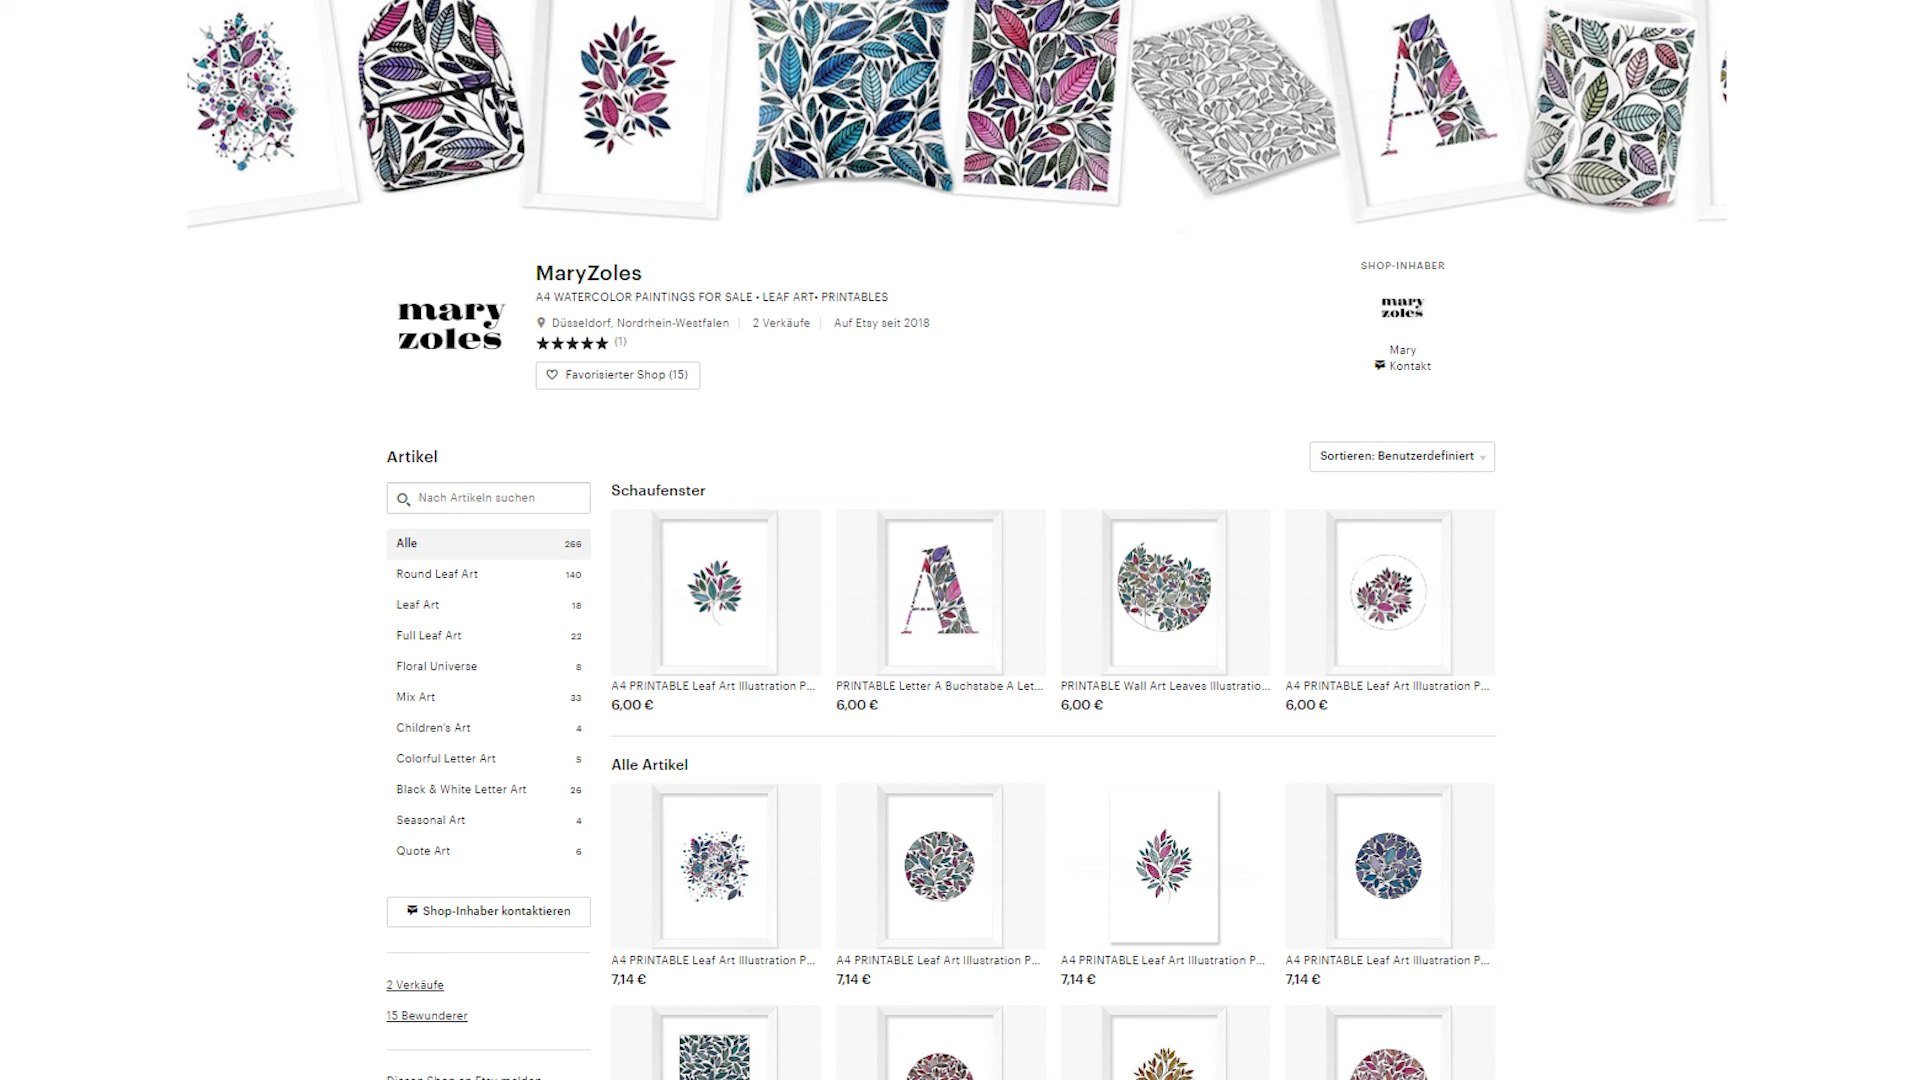 MaryZoles
A4 WATERCOLOR PAINTINGS FOR SALE • LEAF ART• PRINTABLES
Düsseldorf, Nordrhein-Westfalen | 2 Verkäufe | Auf Etsy seit 2018
(1)
Favorisierter Shop (15)
mary
zoles
SHOP-INHABER
mary
zoles
Mary
Kontakt
Artikel
Sortieren: Benutzerdefiniert
Nach Artikeln suchen
Alle 266
Round Leaf Art 140
Leaf Art 18
Full Leaf Art 22
Floral Universe 8
Mix Art 33
Children's Art 4
Colorful Letter Art 5
Black & White Letter Art 26
Seasonal Art 4
Quote Art 6
Shop-Inhaber kontaktieren
2 Verkäufe
15 Bewunderer
Diesen Shop an Etsy melden
Schaufenster
A4 PRINTABLE Leaf Art Illustration P...
6,00 €
PRINTABLE Letter A Buchstabe A Let...
6,00 €
PRINTABLE Wall Art Leaves Illustratio...
6,00 €
A4 PRINTABLE Leaf Art Illustration P...
6,00 €
Alle Artikel
A4 PRINTABLE Leaf Art Illustration P...
7,14 €
A4 PRINTABLE Leaf Art Illustration P...
7,14 €
A4 PRINTABLE Leaf Art Illustration P...
7,14 €
A4 PRINTABLE Leaf Art Illustration P...
7,14 €
A
A